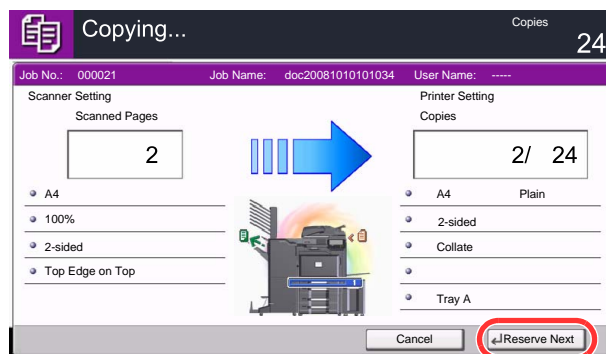 Copying...
Copies
24
Job No.: 000021 Job Name: doc20081010101034 User Name: -----
Scanner Setting Printer Setting
Scanned Pages Copies
2 2/ 24
A4 A4 Plain
100% 2-sided
2-sided Collate
Top Edge on Top
Tray A
1
Cancel Reserve Next